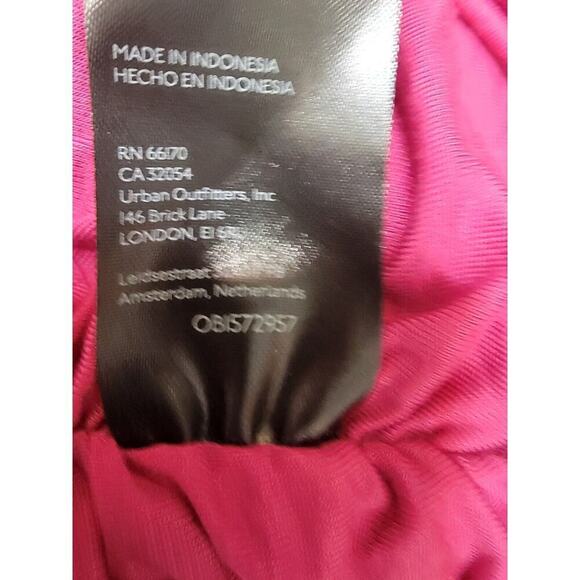 MADE IN INDONESIA
HECHO EN INDONESIA
RN 66170
CA 32054
Urban Outfitters, Inc
146 Brick Lane
LONDON, E1
Leidsestraat
Amsterdam, Netherlands
OB1572957